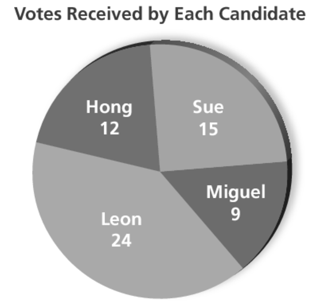 Votes Received by Each Candidate
Hong
12
Sue
15
Miguel
9
Leon
24